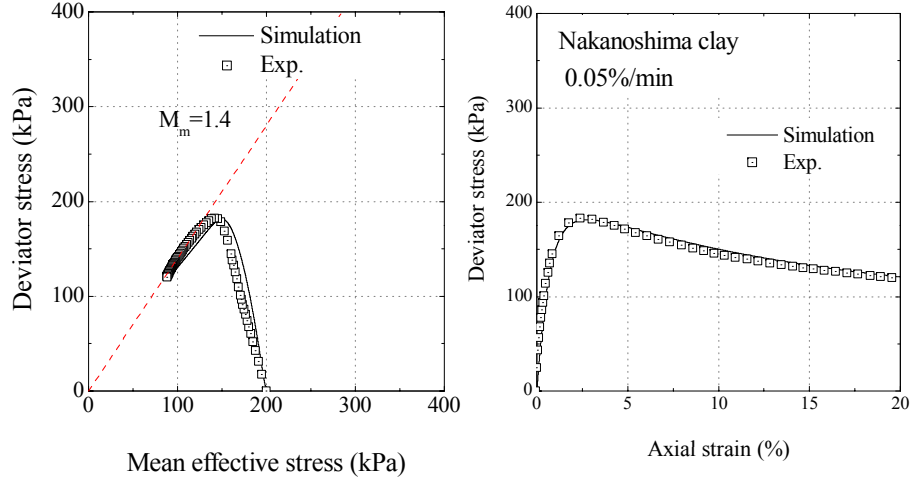 400
300
200
100
0
0
100
200
300
400
Deviator stress (kPa)
Mean effective stress (kPa)
Simulation
Exp.
M_m=1.4
400
300
200
100
0
0
5
10
15
20
Deviator stress (kPa)
Axial strain (%)
Nakanoshima clay
0.05%/min
Simulation
Exp.